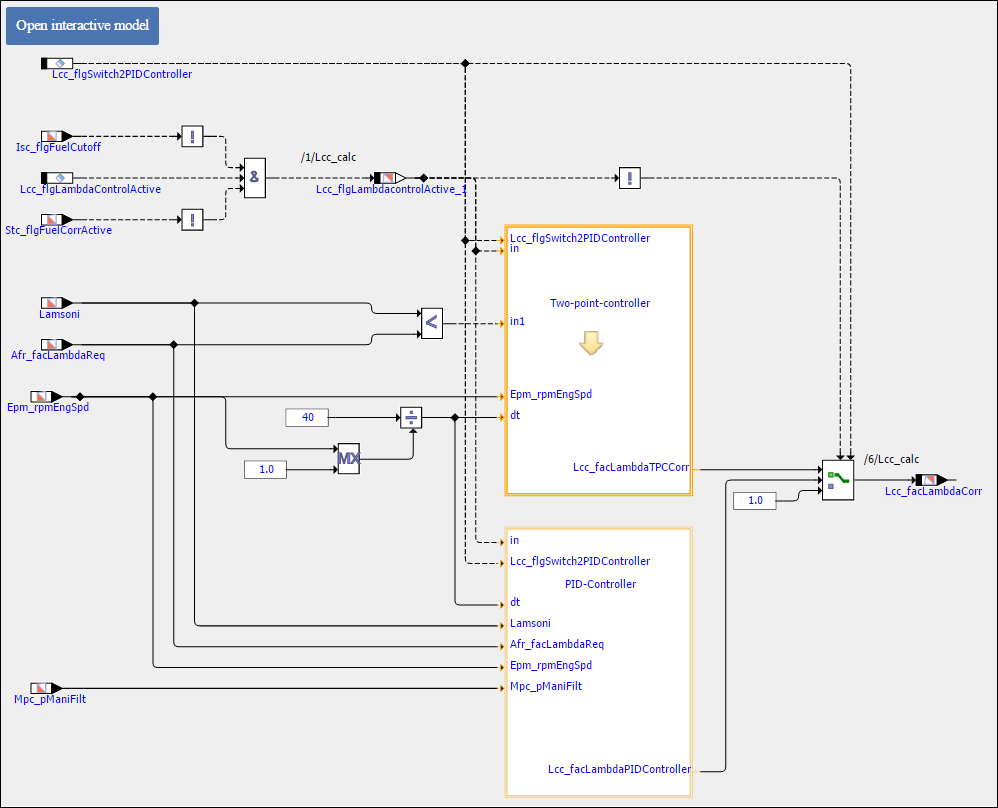 Open interactive model
Lcc_flgSwitch2PIDController
Isc_flgFuelCutoff
!
/1/Lcc_calc
&
Lcc_flgLambdaControlActive
Lcc_flgLambdacontrolActive_1
!
Stc_flgFuelCorrActive
!
Lcc_flgSwitch2PIDController
in
Two-point-controller
Lamsoni
<
in1
Afr_facLambdaReq
Epm_rpmEngSpd
Epm_rpmEngSpd
40
÷
dt
MX
1.0
Lcc_facLambdaTPCCorr
/6/Lcc_calc
1.0
Lcc_facLambdaCorr
in
Lcc_flgSwitch2PIDController
PID-Controller
dt
Lamsoni
Afr_facLambdaReq
Epm_rpmEngSpd
Mpc_pManiFilt
Mpc_pManiFilt
Lcc_facLambdaPIDController